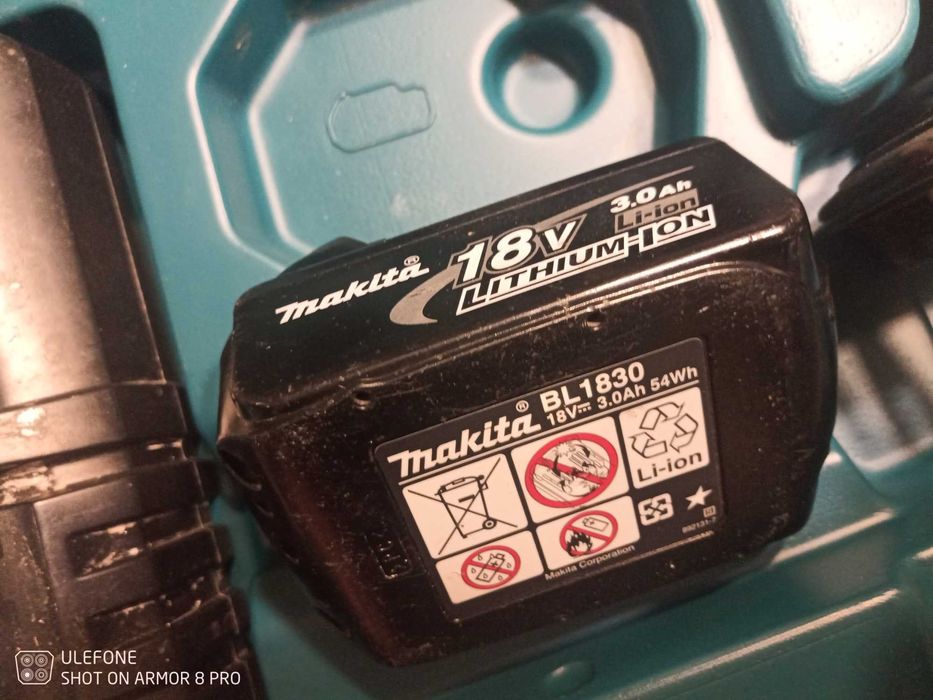 makita®
18V
3.0Ah
Li-ion
LITHIUM-ION
makita®
BL1830
18V⎓ 3.0Ah 54Wh
Li-ion
Makita Corporation
ULEFONE
SHOT ON ARMOR 8 PRO